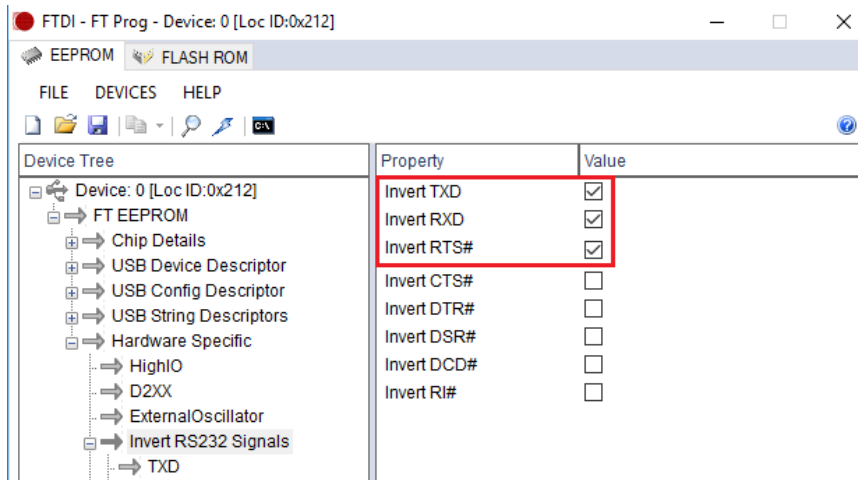 FTDI - FT Prog - Device: 0 [Loc ID:0x212]
EEPROM FLASH ROM
FILE DEVICES HELP
C:\
?
Device Tree
Device: 0 [Loc ID:0x212]
FT EEPROM
Chip Details
USB Device Descriptor
USB Config Descriptor
USB String Descriptors
Hardware Specific
HighIO
D2XX
ExternalOscillator
Invert RS232 Signals
TXD
Property Value
Invert TXD
Invert RXD
Invert RTS#
Invert CTS#
Invert DTR#
Invert DSR#
Invert DCD#
Invert RI#